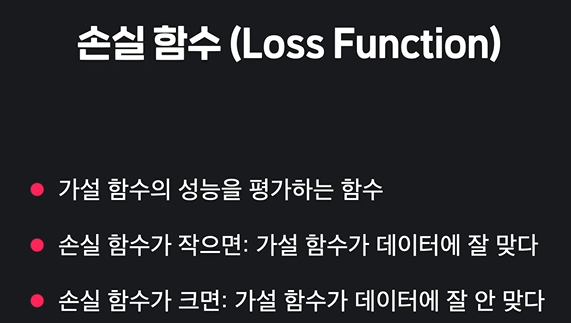 손실 함수 (Loss Function)
가설 함수의 성능을 평가하는 함수
손실 함수가 작으면: 가설 함수가 데이터에 잘 맞다
손실 함수가 크면: 가설 함수가 데이터에 잘 안 맞다